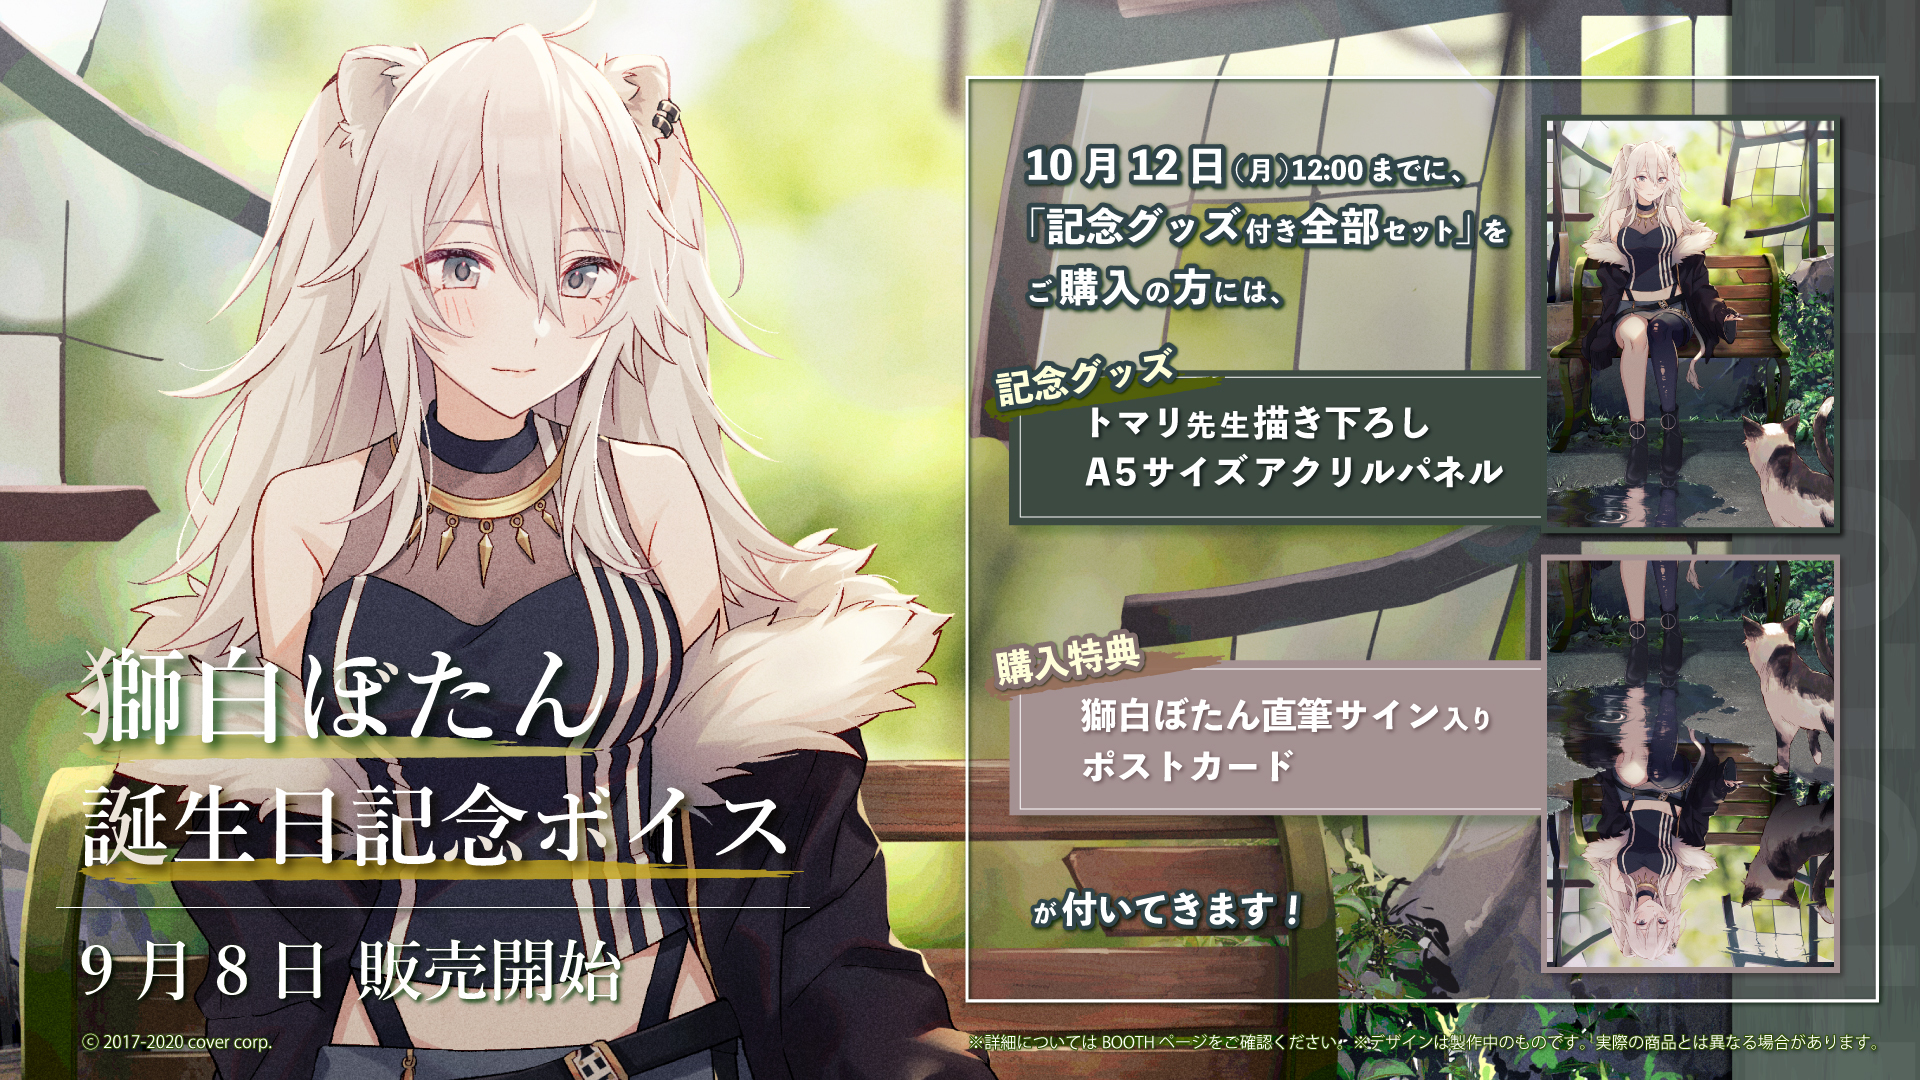 獅白ぼたん
誕生日記念ボイス
9月8日 販売開始
© 2017-2020 cover corp.
10月12日(月)12:00までに、
「記念グッズ付き全部セット」を
ご購入の方には、
記念グッズ
トマリ先生描き下ろし
A5サイズアクリルパネル
購入特典
獅白ぼたん直筆サイン入り
ポストカード
が付いてきます!
※詳細についてはBOOTHページをご確認ください。※デザインは製作中のものです。実際の商品とは異なる場合があります。